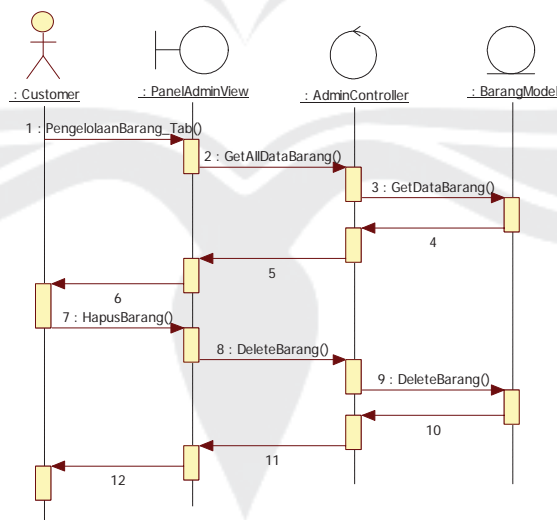 : Customer
: PanelAdminView
: AdminController
: BarangModel
1 : PengelolaanBarang_Tab()
2 : GetAllDataBarang()
3 : GetDataBarang()
4
5
6
7 : HapusBarang()
8 : DeleteBarang()
9 : DeleteBarang()
10
11
12